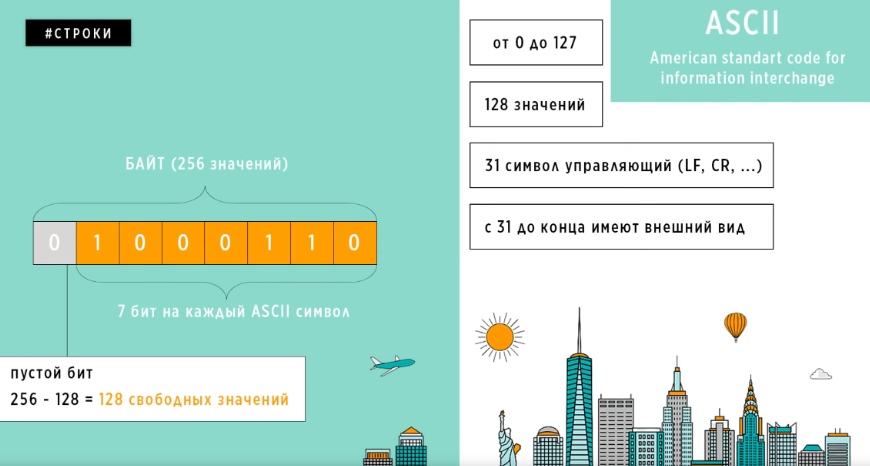 #СТРОКИ
БАЙТ (256 значений)
0 1 0 0 0 1 1 0
7 бит на каждый ASCII символ
пустой бит
256 - 128 = 128 свободных значений
ASCII
American standart code for
information interchange
от 0 до 127
128 значений
31 символ управляющий (LF, CR, ...)
с 31 до конца имеют внешний вид